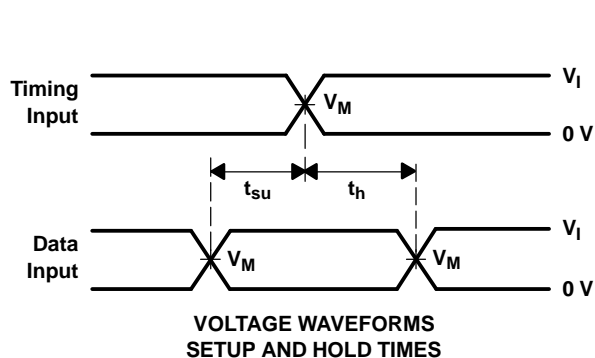 Timing
Input
V_I
V_M
0 V
t_su
t_h
Data
Input
V_I
V_M
V_M
0 V
VOLTAGE WAVEFORMS
SETUP AND HOLD TIMES